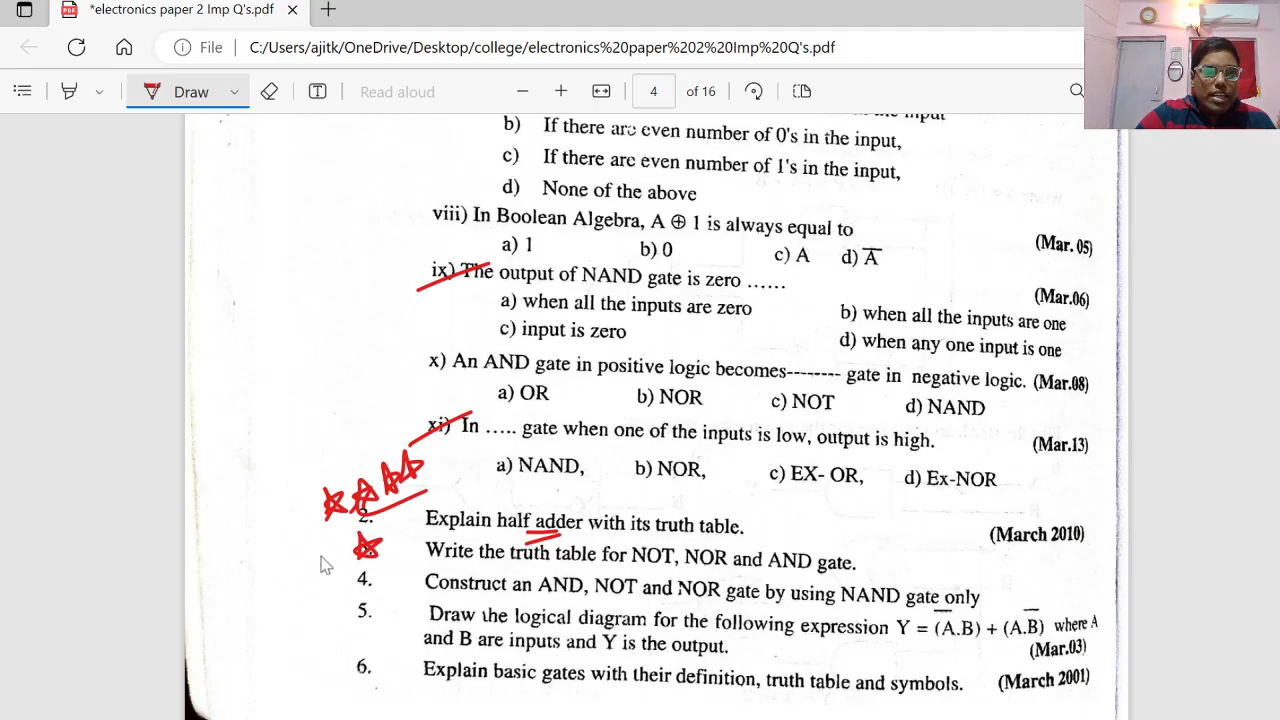 *electronics paper 2 Imp Q's.pdf
File C:/Users/ajitk/OneDrive/Desktop/college/electronics%20paper%202%20Imp%20Q's.pdf
Draw Read aloud 4 of 16
b) If there are even number of 0's in the input,
c) If there are even number of 1's in the input,
d) None of the above
viii) In Boolean Algebra, A ⊕ 1 is always equal to (Mar. 05)
a) 1 b) 0 c) A d) A̅
ix) The output of NAND gate is zero ...... (Mar.06)
a) when all the inputs are zero b) when all the inputs are one
c) input is zero d) when any one input is one
x) An AND gate in positive logic becomes-------- gate in negative logic. (Mar.08)
a) OR b) NOR c) NOT d) NAND
xi) In ..... gate when one of the inputs is low, output is high. (Mar.13)
a) NAND, b) NOR, c) EX- OR, d) Ex-NOR
2. Explain half adder with its truth table. (March 2010)
Write the truth table for NOT, NOR and AND gate.
4. Construct an AND, NOT and NOR gate by using NAND gate only
5. Draw the logical diagram for the following expression Y = (A̅.B) + (A.B̅) where A
and B are inputs and Y is the output. (Mar.03)
6. Explain basic gates with their definition, truth table and symbols. (March 2001)